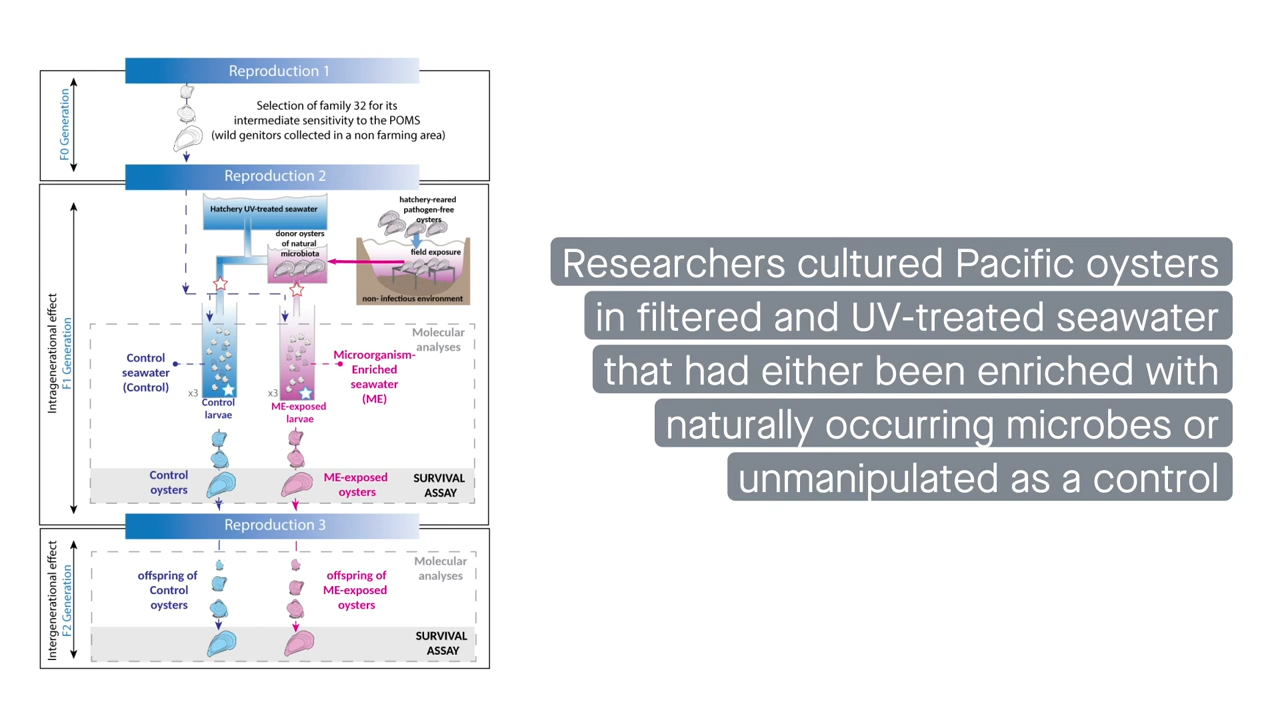 Reproduction 1
F0 Generation
Selection of family 32 for its
intermediate sensitivity to the POMS
(wild genitors collected in a non farming area)
Reproduction 2
Intragenerational effect
F1 Generation
Hatchery UV-treated seawater
hatchery-reared
pathogen-free
oysters
donor oysters
of natural
microbiota
field exposure
non- infectious environment
Molecular
analyses
Control
seawater
(Control)
Microorganism-
Enriched
seawater
(ME)
x3
x3
Control
larvae
ME-exposed
larvae
Control
oysters
ME-exposed
oysters
SURVIVAL
ASSAY
Reproduction 3
Intergenerational effect
F2 Generation
Molecular
analyses
offspring of
Control
oysters
offspring of
ME-exposed
oysters
SURVIVAL
ASSAY
Researchers cultured Pacific oysters
in filtered and UV-treated seawater
that had either been enriched with
naturally occurring microbes or
unmanipulated as a control